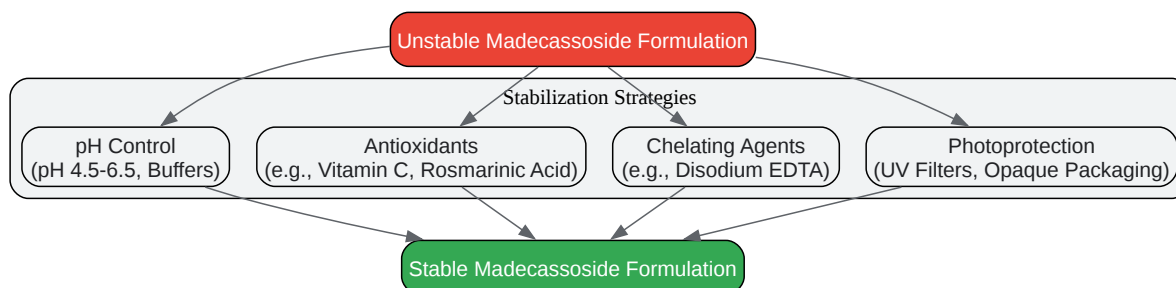 Unstable Madecassoside Formulation
Stabilization Strategies
pH Control
(pH 4.5-6.5, Buffers)
Antioxidants
(e.g., Vitamin C, Rosmarinic Acid)
Chelating Agents
(e.g., Disodium EDTA)
Photoprotection
(UV Filters, Opaque Packaging)
Stable Madecassoside Formulation